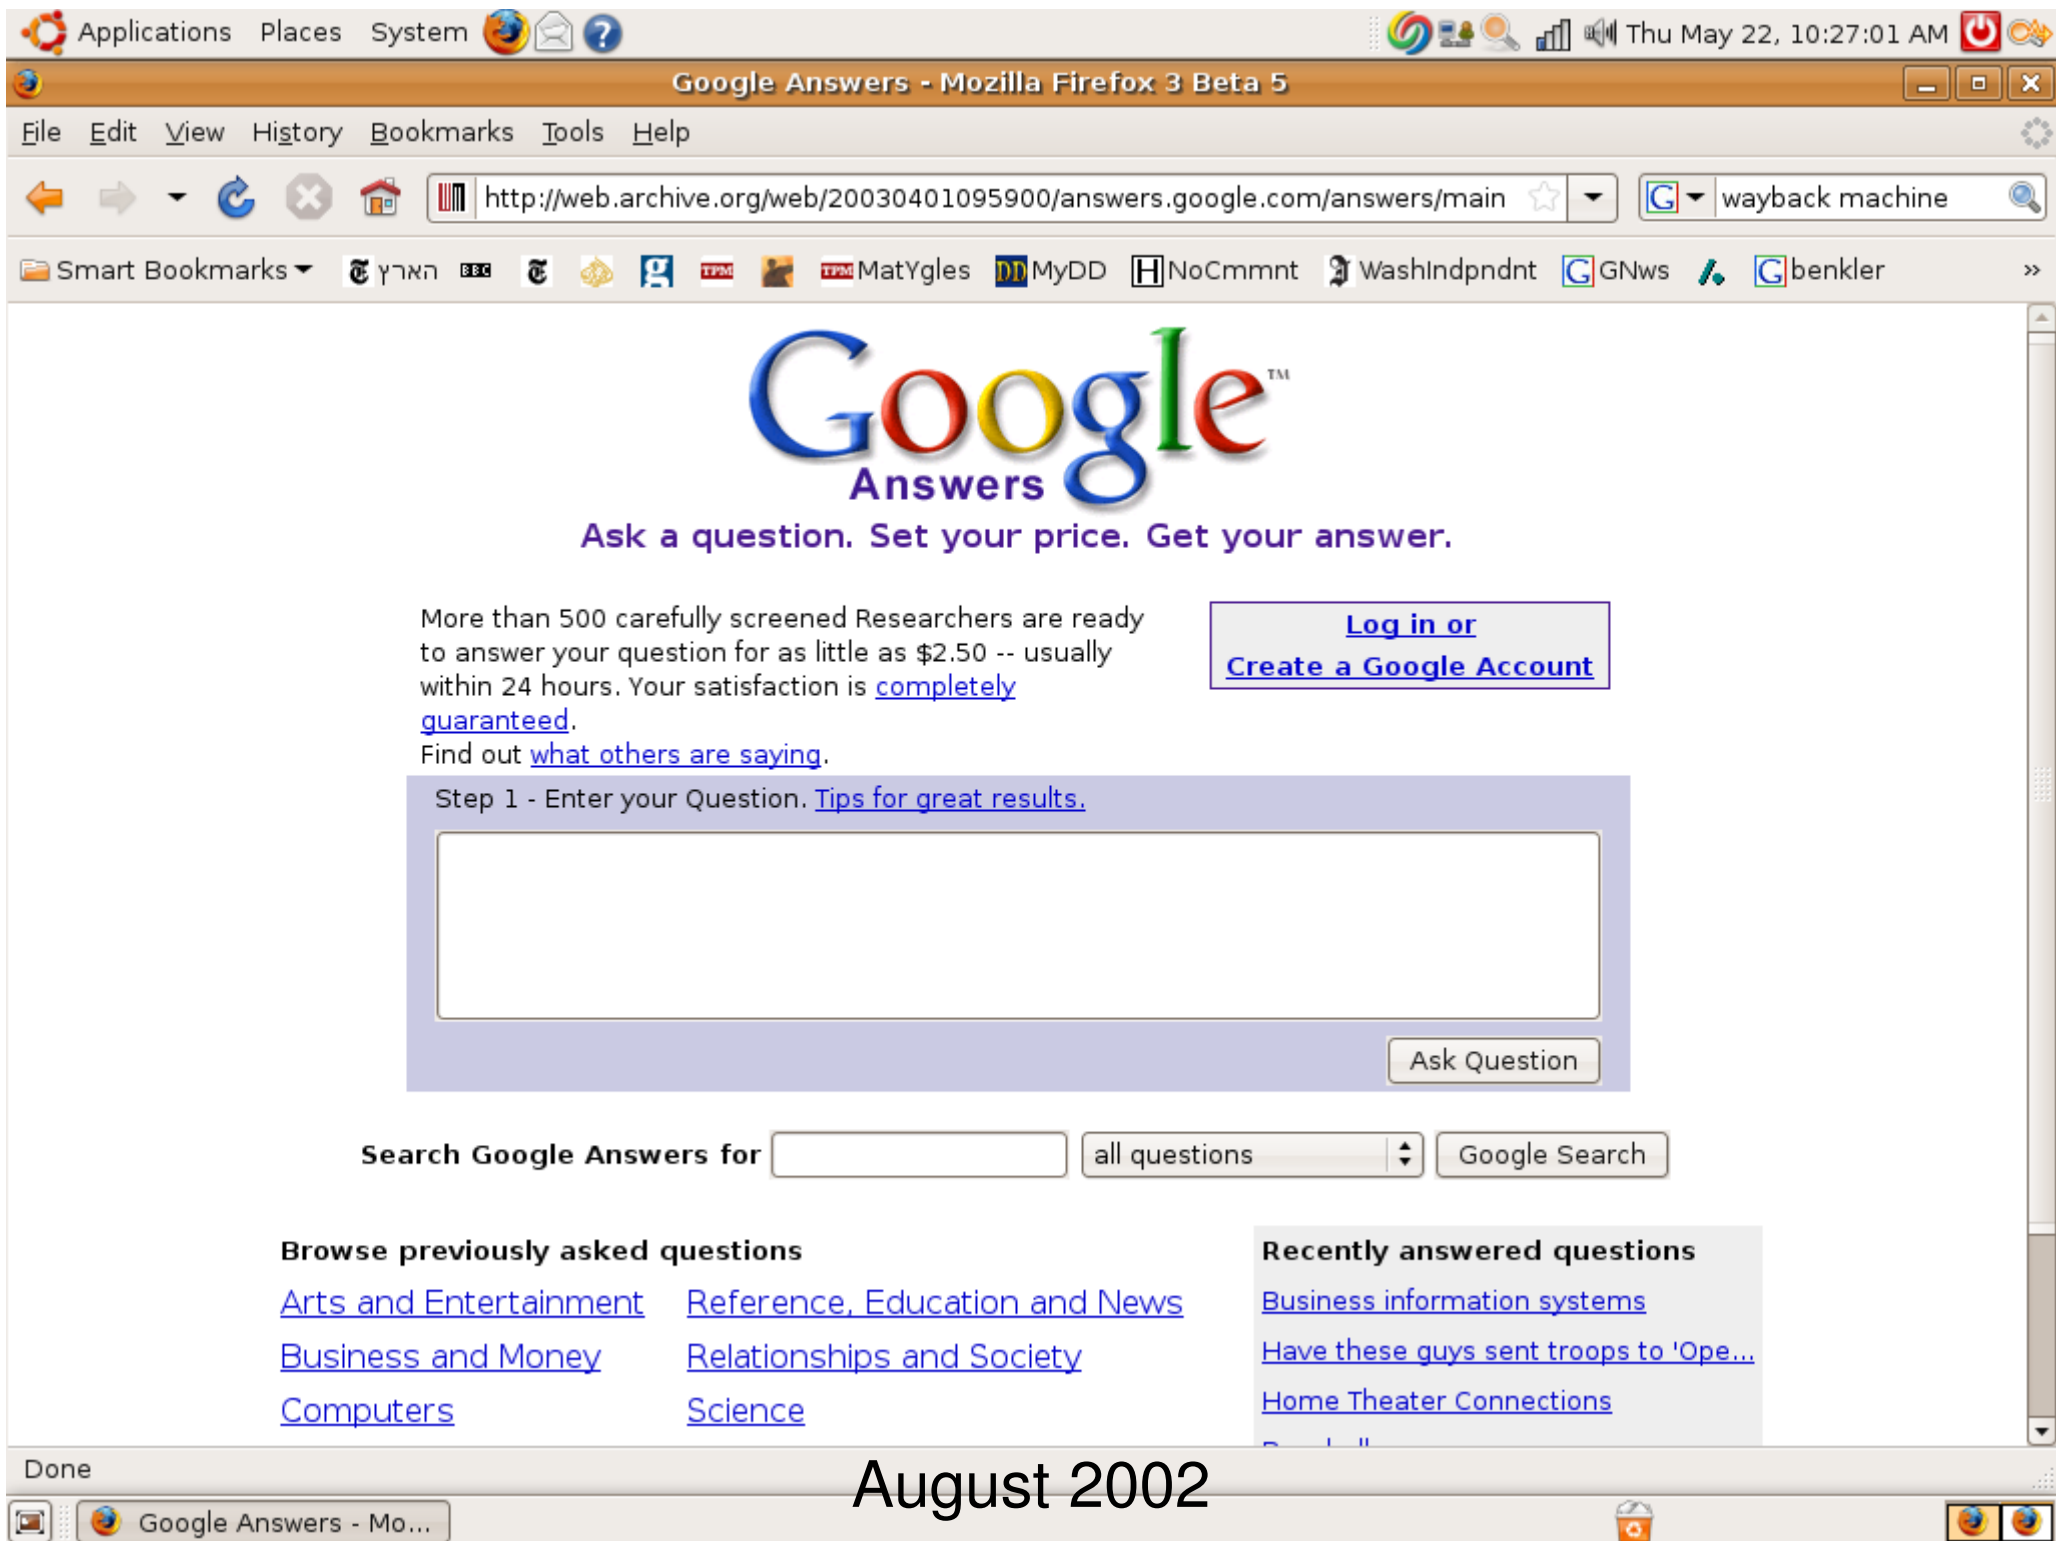 Applications Places System
Thu May 22, 10:27:01 AM
Google Answers - Mozilla Firefox 3 Beta 5
File Edit View History Bookmarks Tools Help
http://web.archive.org/web/20030401095900/answers.google.com/answers/main
G wayback machine
Smart Bookmarks הארץ BBC TPM TPM MatYgles DD MyDD H NoCmmnt WashIndpndnt G GNws G benkler »
Google™
Answers
Ask a question. Set your price. Get your answer.
More than 500 carefully screened Researchers are ready
to answer your question for as little as $2.50 -- usually
within 24 hours. Your satisfaction is completely
guaranteed.
Find out what others are saying.
Log in or
Create a Google Account
Step 1 - Enter your Question. Tips for great results.
Ask Question
Search Google Answers for all questions Google Search
Browse previously asked questions
Arts and Entertainment Reference, Education and News
Business and Money Relationships and Society
Computers Science
Recently answered questions
Business information systems
Have these guys sent troops to 'Ope...
Home Theater Connections
Done
August 2002
Google Answers - Mo...